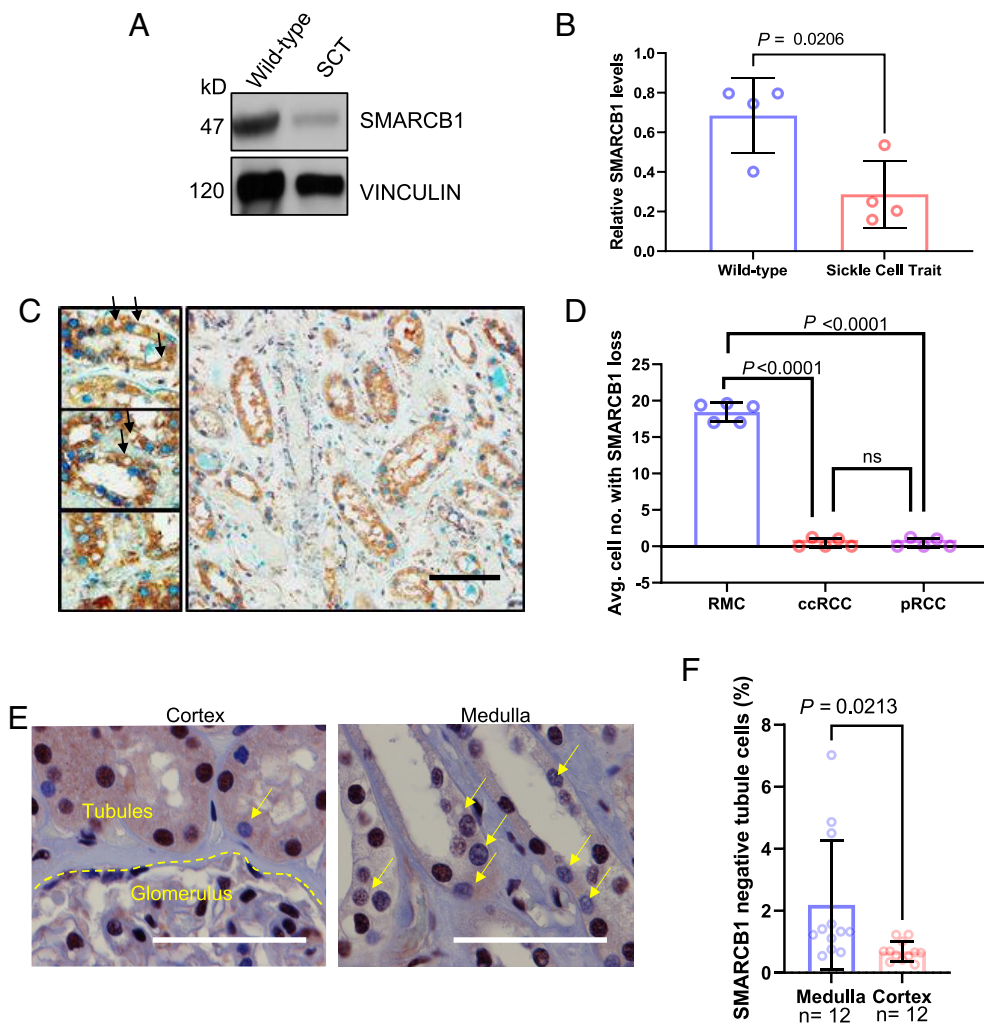 A
Wild-type
SCT
kD
47
SMARCB1
120
VINCULIN
B
P = 0.0206
Relative SMARCB1 levels
1.0
0.8
0.6
0.4
0.2
0.0
Wild-type
Sickle Cell Trait
C
D
P <0.0001
P<0.0001
ns
Avg. cell no. with SMARCB1 loss
25
20
15
10
5
0
-5
RMC
ccRCC
pRCC
E
Cortex
Medulla
Tubules
Glomerulus
F
P = 0.0213
SMARCB1 negative tubule cells (%)
8
6
4
2
0
Medulla
Cortex
n= 12
n= 12